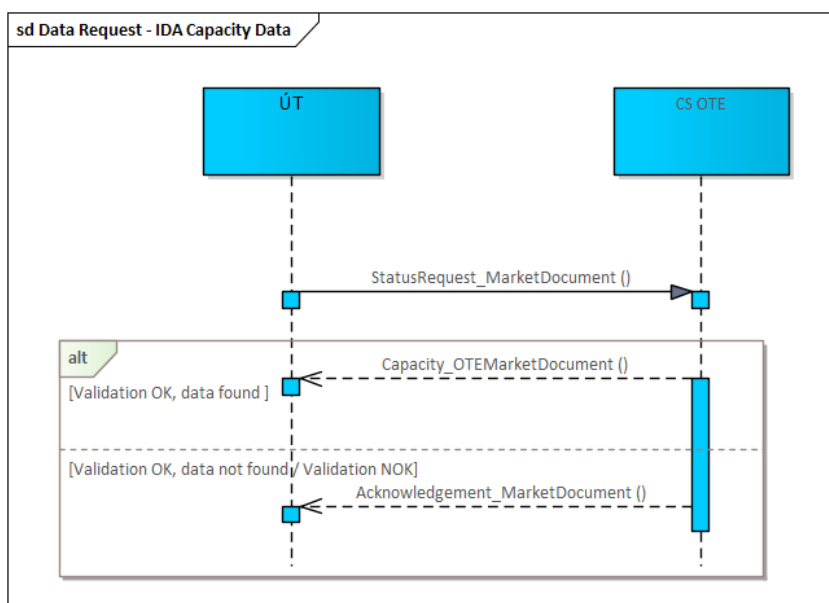 sd Data Request - IDA Capacity Data
ÚT
CS OTE
StatusRequest_MarketDocument ()
alt
Capacity_OTEMarketDocument ()
[Validation OK, data found ]
[Validation OK, data not found / Validation NOK]
Acknowledgement_MarketDocument ()